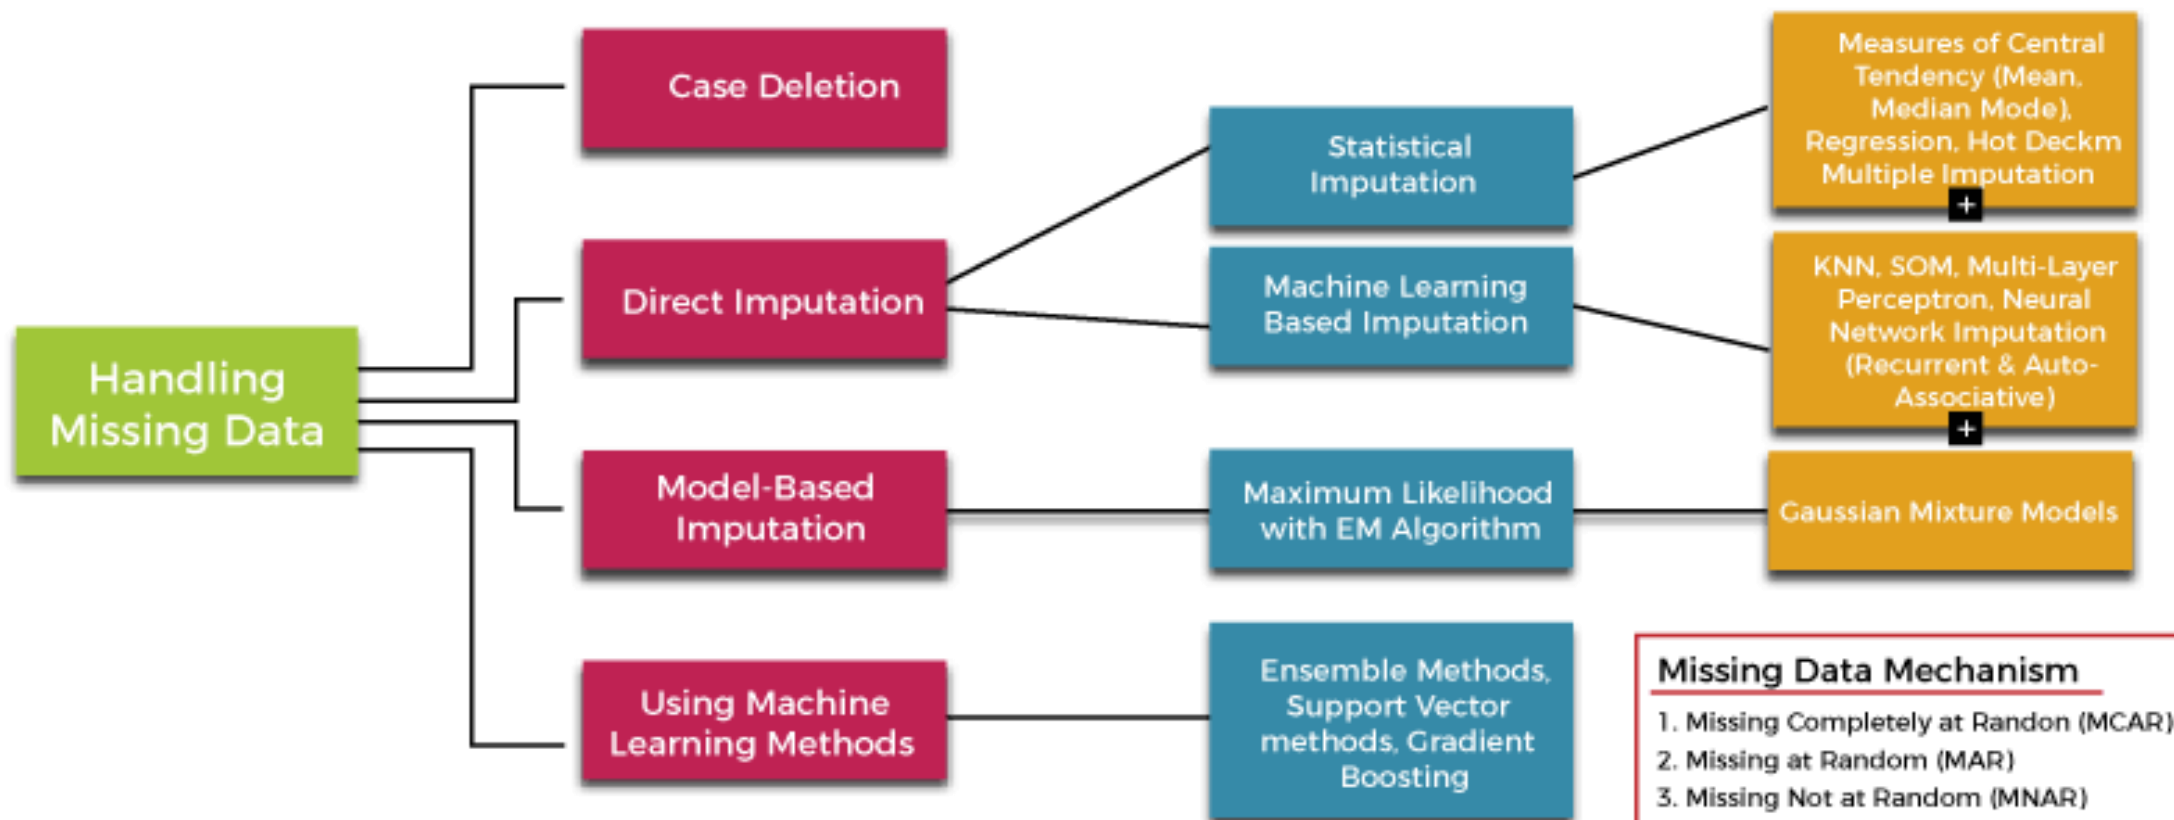 Handling
Missing Data
Case Deletion
Direct Imputation
Model-Based
Imputation
Using Machine
Learning Methods
Statistical
Imputation
Machine Learning
Based Imputation
Maximum Likelihood
with EM Algorithm
Ensemble Methods,
Support Vector
methods, Gradient
Boosting
Measures of Central
Tendency (Mean,
Median Mode),
Regression, Hot Deckm
Multiple Imputation
+
KNN, SOM, Multi-Layer
Perceptron, Neural
Network Imputation
(Recurrent & Auto-
Associative)
+
Gaussian Mixture Models
Missing Data Mechanism
1. Missing Completely at Randon (MCAR)
2. Missing at Random (MAR)
3. Missing Not at Random (MNAR)